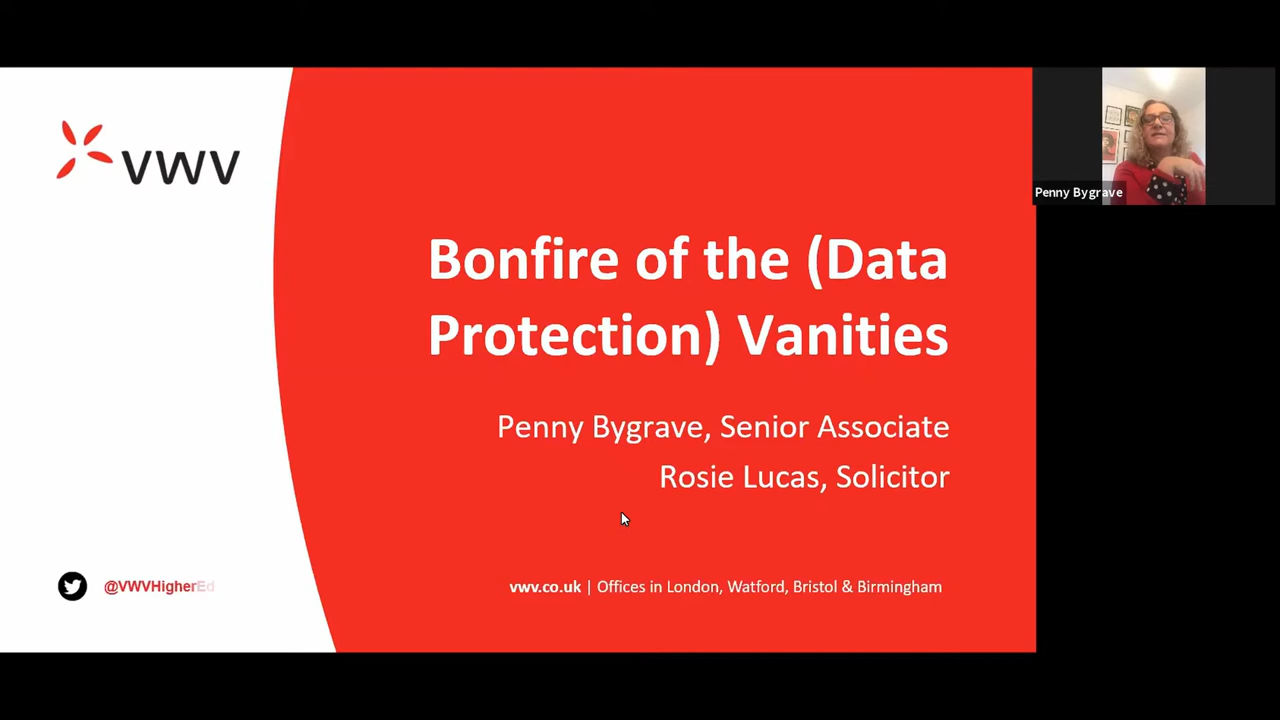 VWV
Bonfire of the (Data
Protection) Vanities
Penny Bygrave, Senior Associate
Rosie Lucas, Solicitor
@VWVHigherEd
vwv.co.uk | Offices in London, Watford, Bristol & Birmingham
Penny Bygrave